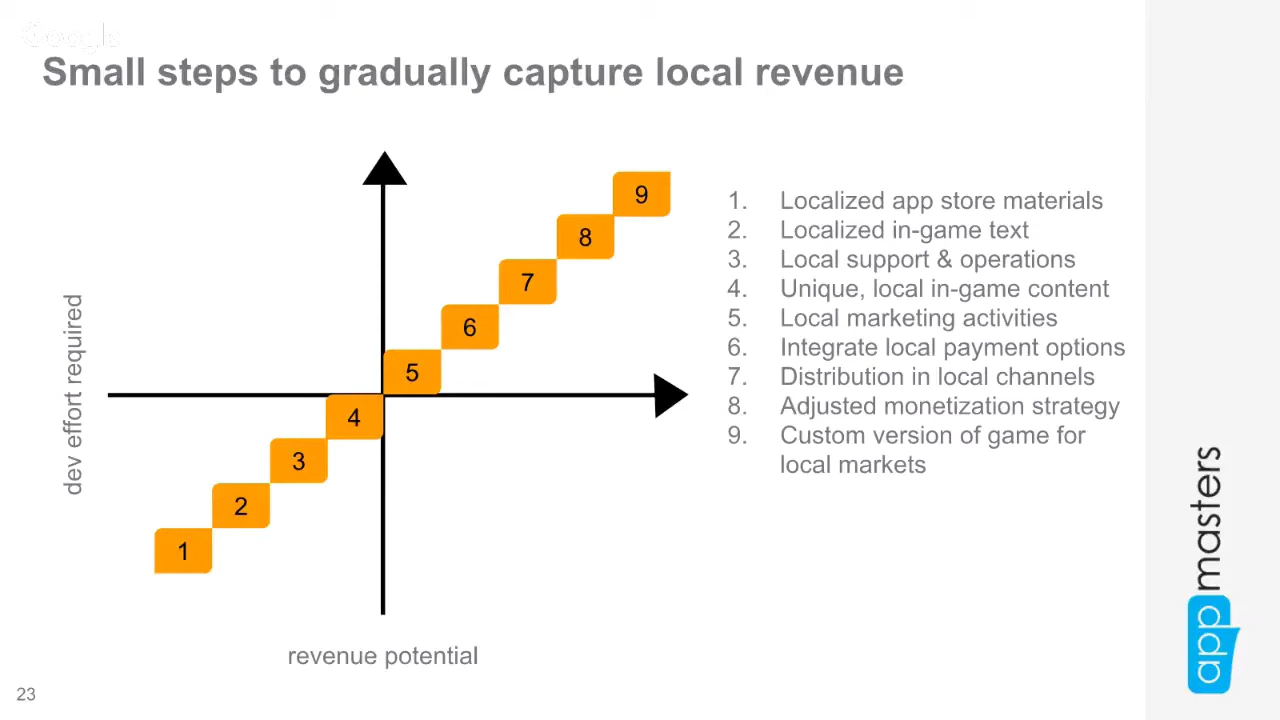 Google
Small steps to gradually capture local revenue
9
8
7
6
5
4
3
2
1
dev effort required
revenue potential
1. Localized app store materials
2. Localized in-game text
3. Local support & operations
4. Unique, local in-game content
5. Local marketing activities
6. Integrate local payment options
7. Distribution in local channels
8. Adjusted monetization strategy
9. Custom version of game for
local markets
appmasters
23